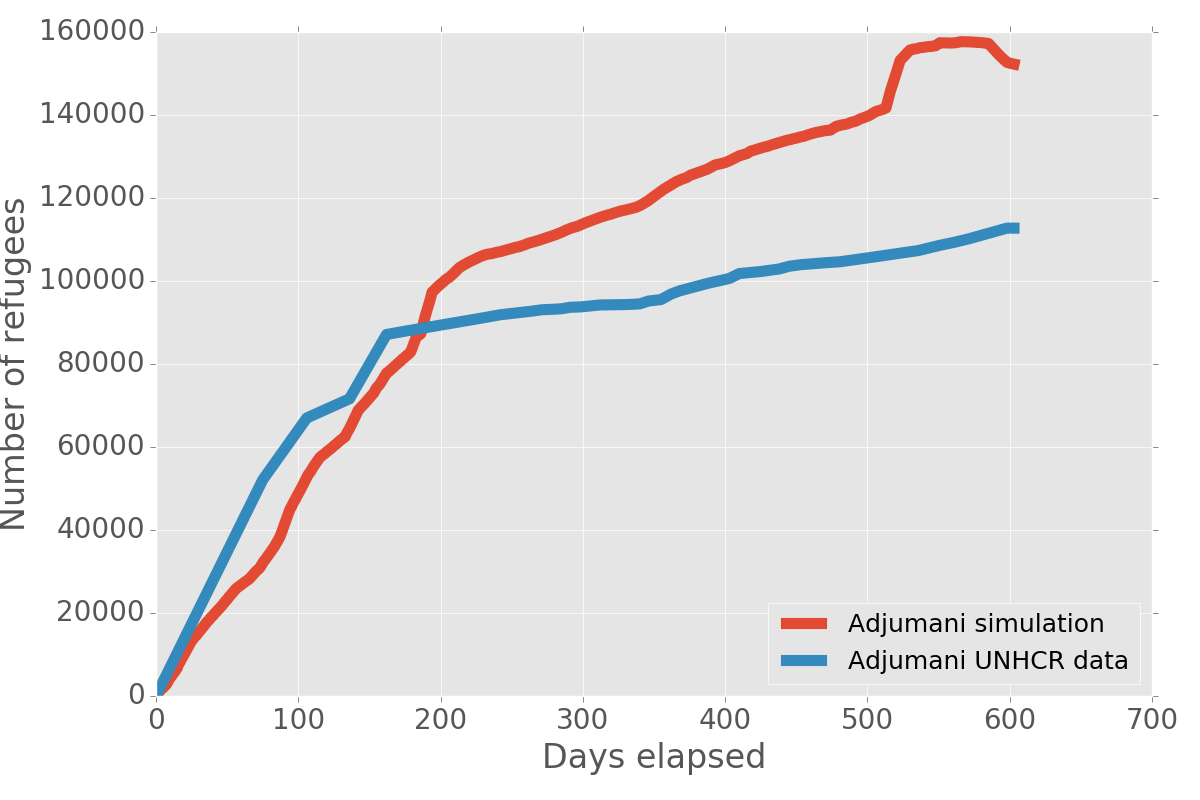 160000
140000
120000
100000
80000
60000
40000
20000
0
Number of refugees
Adjumani simulation
Adjumani UNHCR data
0 100 200 300 400 500 600 700
Days elapsed